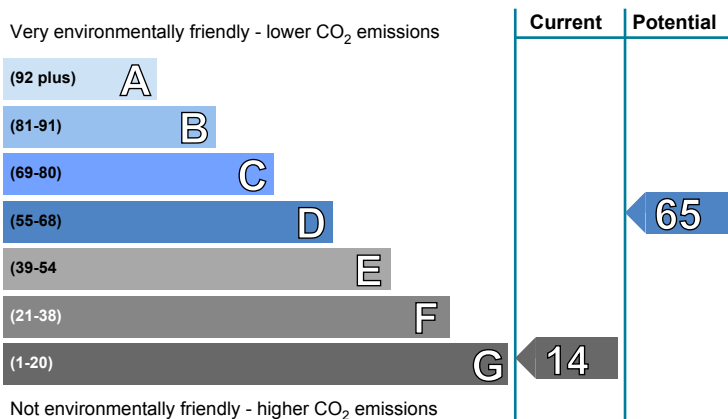 Current Potential
Very environmentally friendly - lower CO2 emissions
(92 plus) A
(81-91) B
(69-80) C
(55-68) D
65
(39-54 E
(21-38) F
(1-20) G
14
Not environmentally friendly - higher CO2 emissions